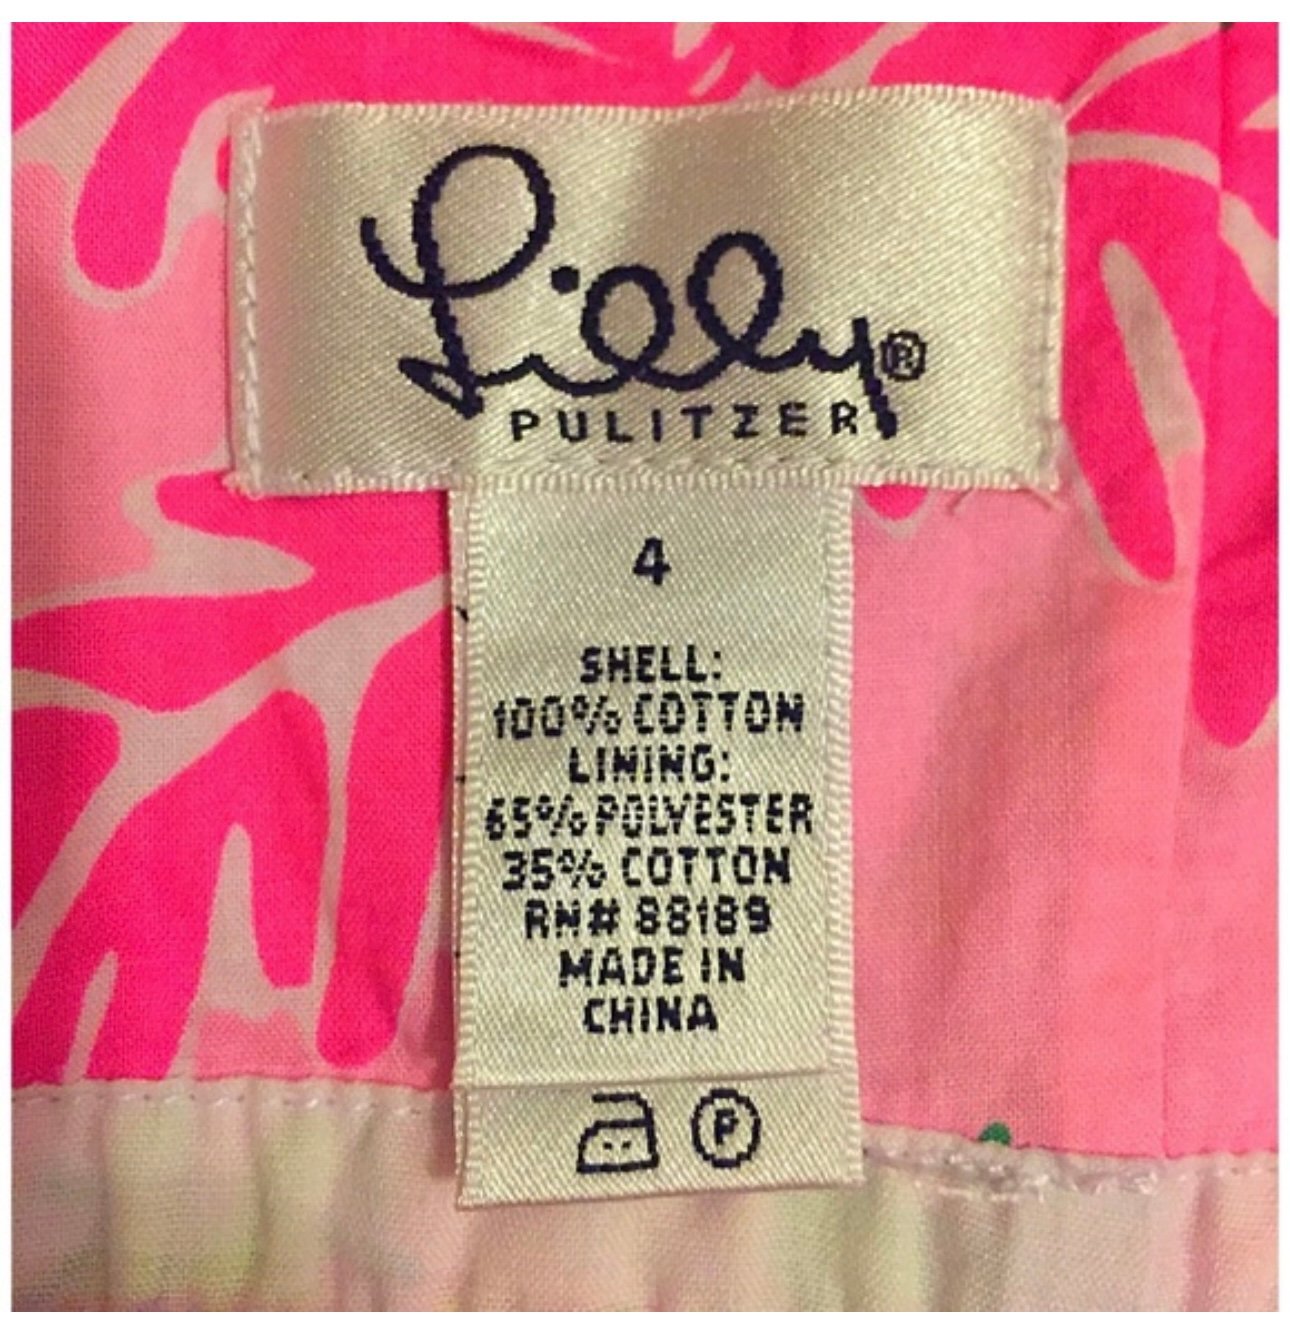 Lilly®
PULITZER
4
SHELL:
100% COTTON
LINING:
65% POLYESTER
35% COTTON
RN# 88189
MADE IN
CHINA
P